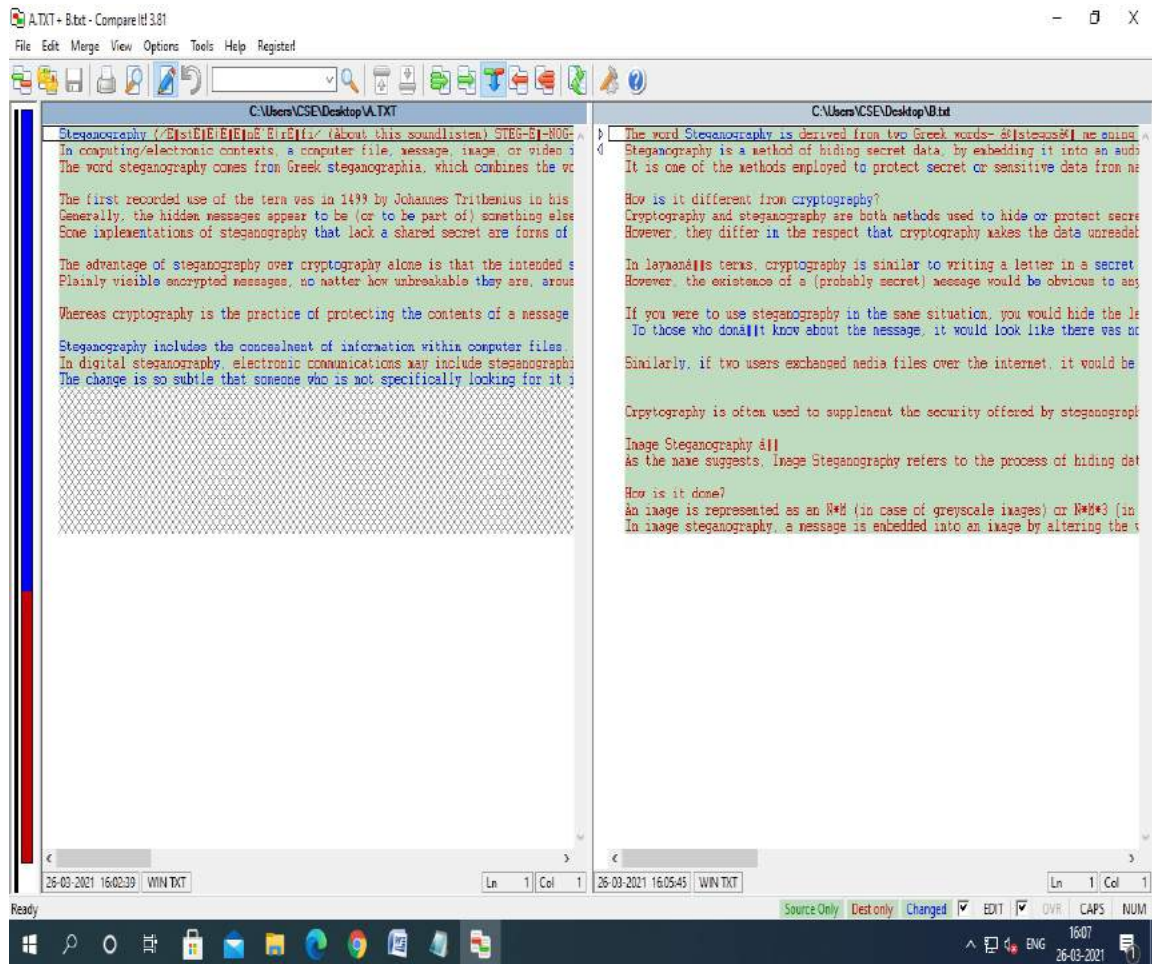 A.TXT + B.txt - Compare It! 3.81
File Edit Merge View Options Tools Help Register!
C:\Users\CSE\Desktop\A.TXT
Steganography (About this soundlisten)
In computing/electronic contexts, a computer file, message, image, or video
The word steganography comes from Greek steganographia, which combines the
The first recorded use of the term was in 1499 by Johannes Trithemius in his
Generally, the hidden messages appear to be (or to be part of) something else
Some implementations of steganography that lack a shared secret are forms of
The advantage of steganography over cryptography alone is that the intended s
Plainly visible encrypted messages, no matter how unbreakable they are, arous
Whereas cryptography is the practice of protecting the contents of a message
Steganography includes the concealment of information within computer files.
In digital steganography, electronic communications may include steganographi
The change is so subtle that someone who is not specifically looking for it i
26-03-2021 16:02:39 WIN TXT Ln 1 Col 1
C:\Users\CSE\Desktop\B.txt
The word Steganography is derived from two Greek words-
Steganography is a method of hiding secret data, by embedding it into an audi
It is one of the methods employed to protect secret or sensitive data from ma
How is it different from cryptography?
Cryptography and steganography are both methods used to hide or protect secre
However, they differ in the respect that cryptography makes the data unreadab
In terms, cryptography is similar to writing a letter in a secret
However, the existence of a (probably secret) message would be obvious to any
If you were to use steganography in the same situation, you would hide the le
To those who know about the message, it would look like there was no
Similarly, if two users exchanged media files over the internet, it would be
Crpytography is often used to supplement the security offered by steganograph
Image Steganography
As the name suggests, Image Steganography refers to the process of hiding dat
How is it done?
An image is represented as an N*M (in case of greyscale images) or N*M*3 (in
In image steganography, a message is embedded into an image by altering the v
26-03-2021 16:05:45 WIN TXT Ln 1 Col 1
Ready Source Only Dest only Changed EDIT OVR CAPS NUM
ENG 16:07
26-03-2021